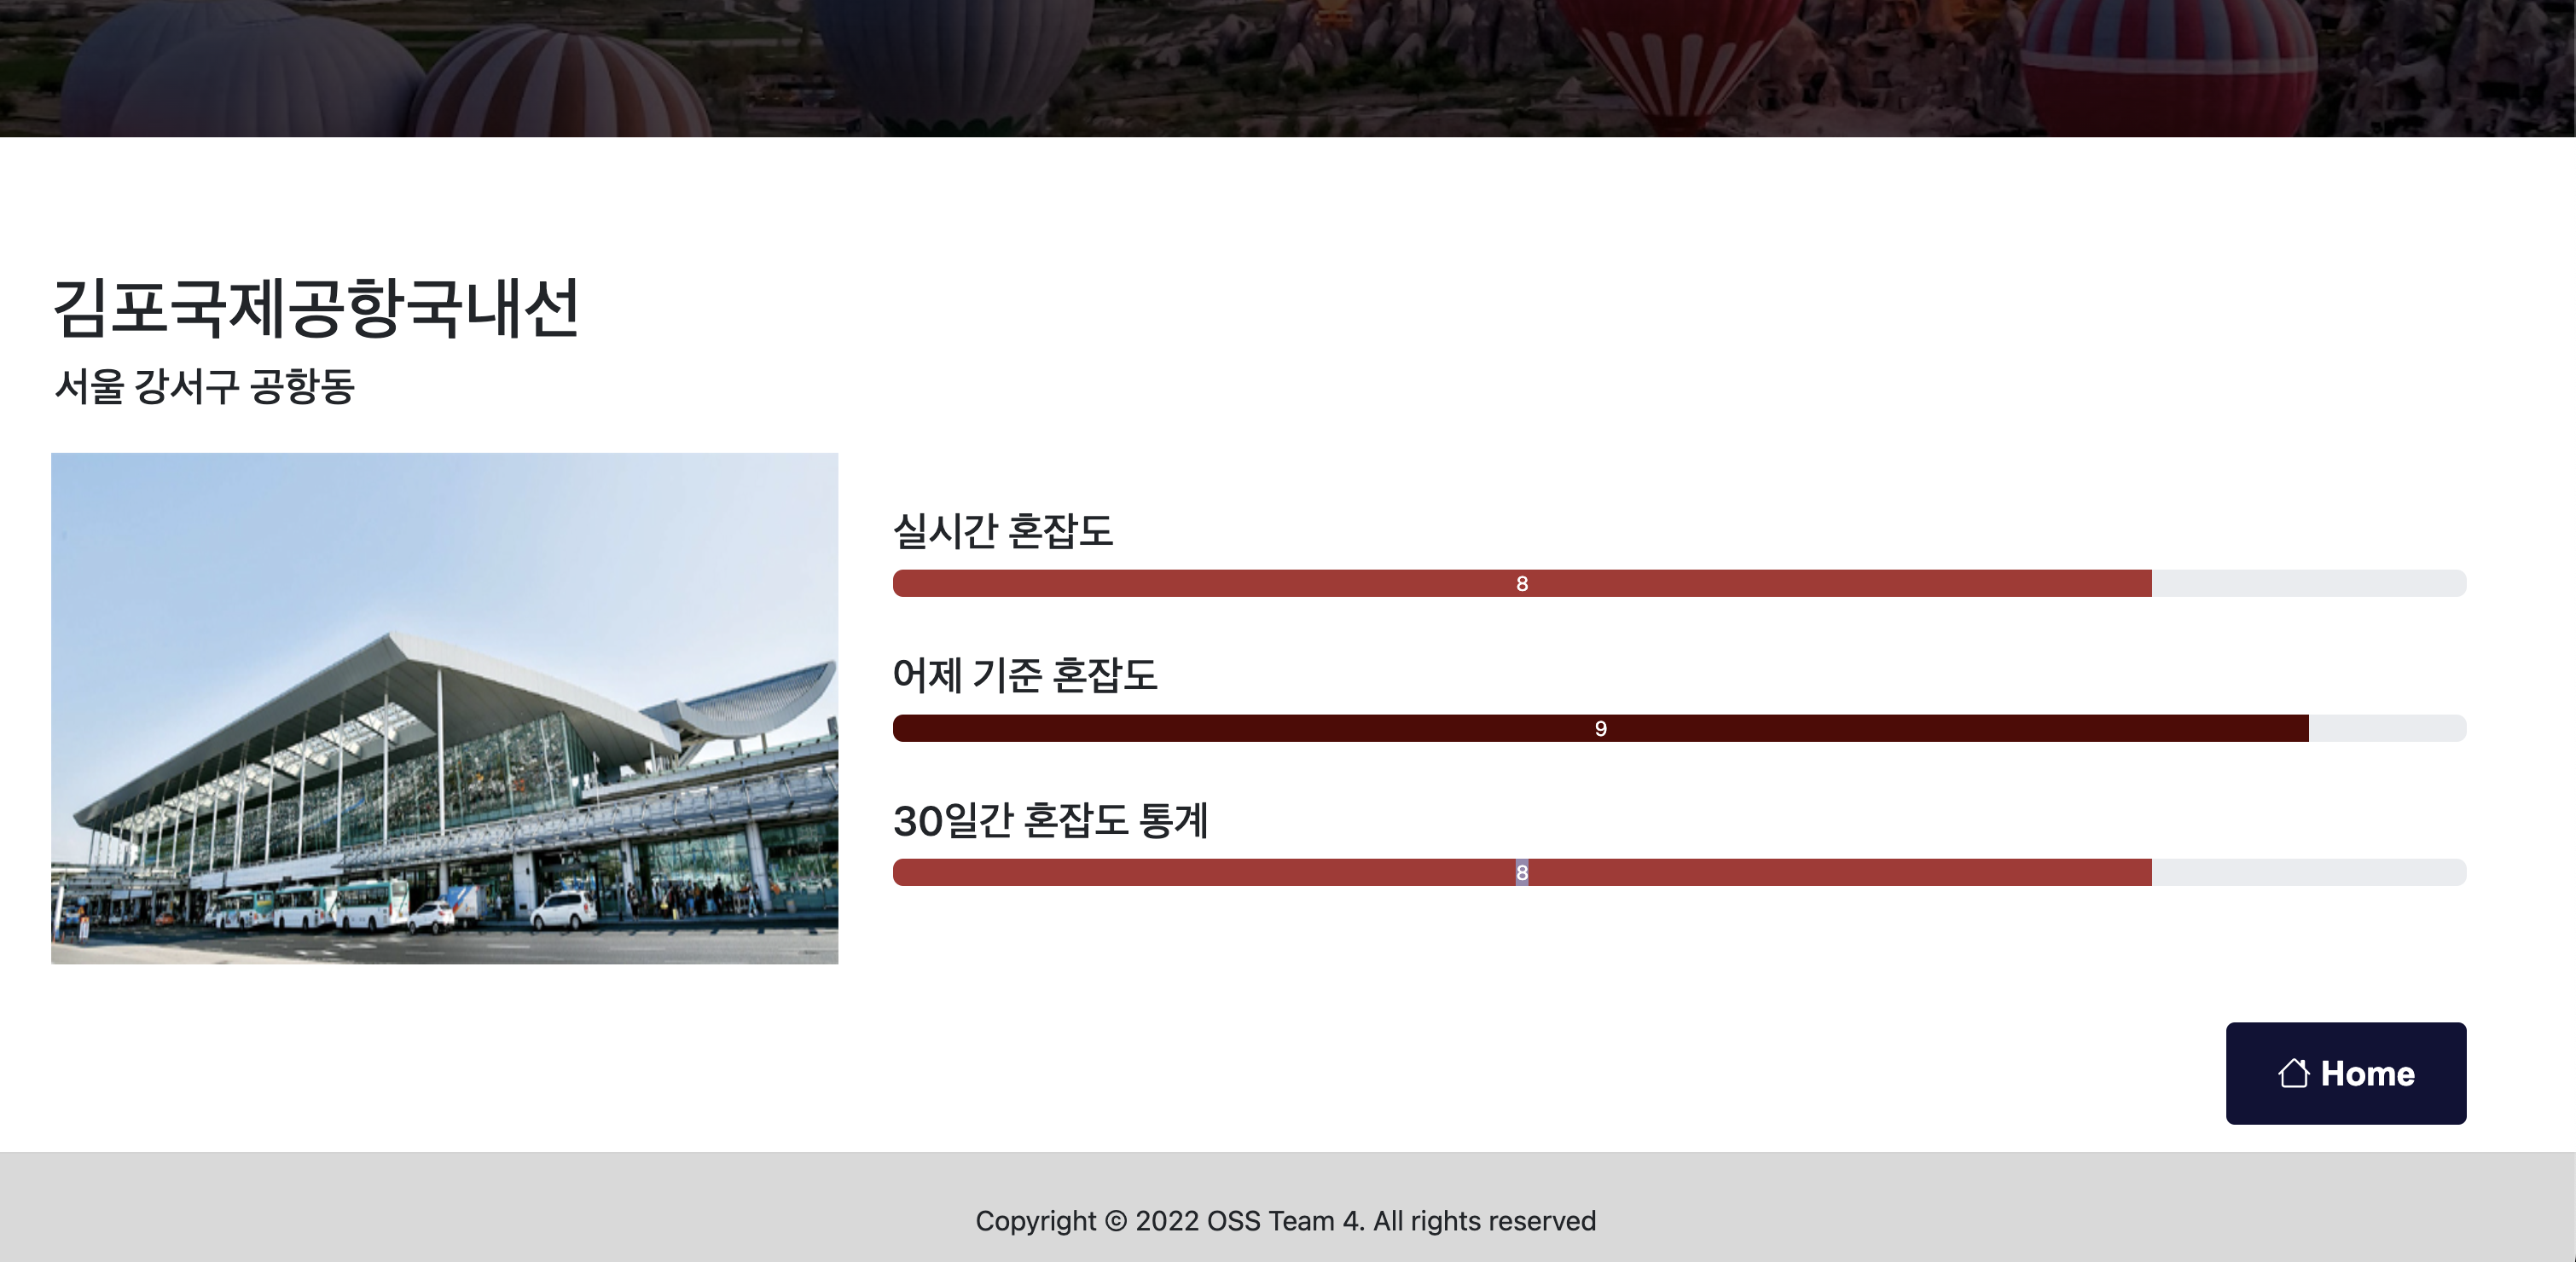 김포국제공항국내선
서울 강서구 공항동
실시간 혼잡도
8
어제 기준 혼잡도
9
30일간 혼잡도 통계
8
Home
Copyright © 2022 OSS Team 4. All rights reserved